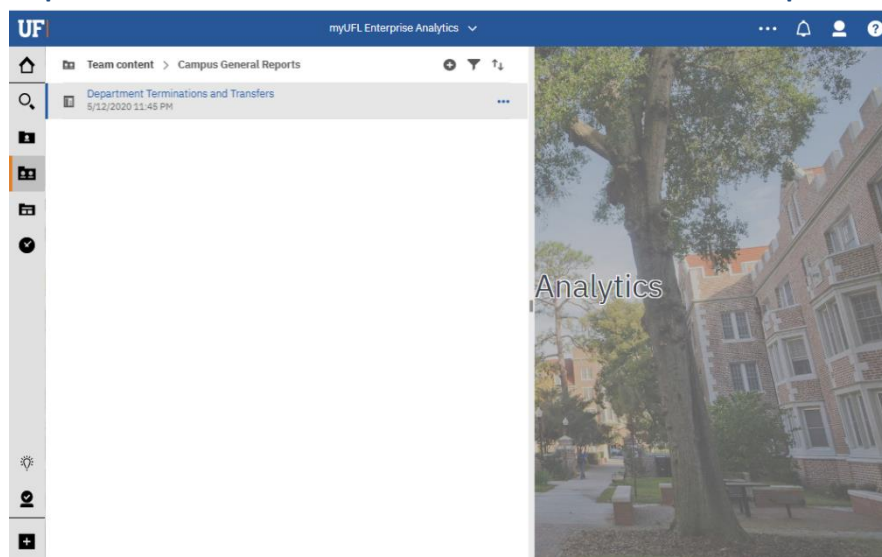 UF
myUFL Enterprise Analytics
?
Team content > Campus General Reports
Department Terminations and Transfers
5/12/2020 11:45 PM
Analytics